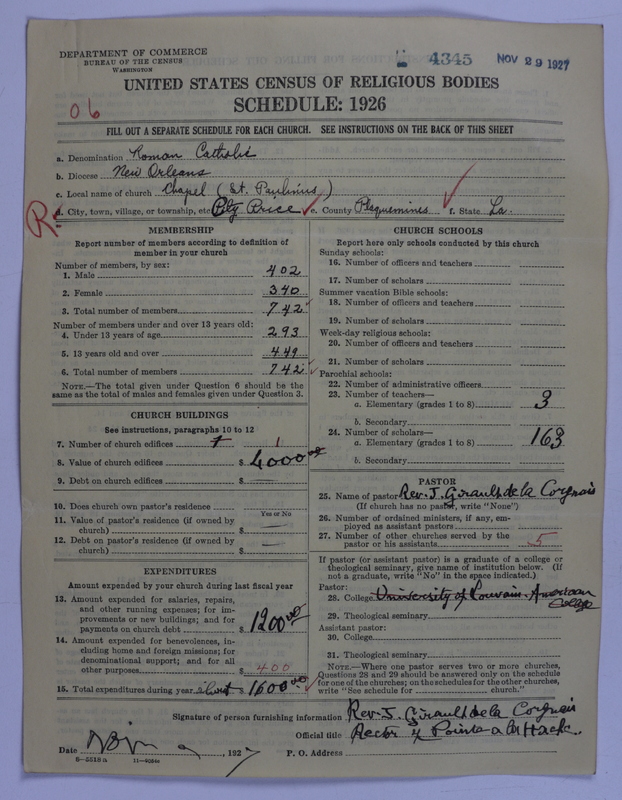 DEPARTMENT OF COMMERCE
BUREAU OF THE CENSUS
WASHINGTON
4345
NOV 29 1927
UNITED STATES CENSUS OF RELIGIOUS BODIES
SCHEDULE: 1926
06
FILL OUT A SEPARATE SCHEDULE FOR EACH CHURCH. SEE INSTRUCTIONS ON THE BACK OF THIS SHEET
a. Denomination Roman Catholic
b. Diocese New Orleans
c. Local name of church Chapel (St. Paulinus)
R
d. City, town, village, or township, etc Price e. County Plaquemines f. State La.
MEMBERSHIP
Report number of members according to definition of member in your church
Number of members, by sex:
1. Male 402
2. Female 340
3. Total number of members 742
Number of members under and over 13 years old:
4. Under 13 years of age 293
5. 13 years old and over 449
6. Total number of members 742
NOTE.—The total given under Question 6 should be the
same as the total of males and females given under Question 3.
CHURCH BUILDINGS
See instructions, paragraphs 10 to 12
7. Number of church edifices 1
8. Value of church edifices $ 4000.00
9. Debt on church edifices $
10. Does church own pastor's residence
Yes or No
11. Value of pastor's residence (if owned by
church) $
12. Debt on pastor's residence (if owned by
church) $
EXPENDITURES
Amount expended by your church during last fiscal year
13. Amount expended for salaries, repairs,
and other running expenses; for im-
provements or new buildings; and for
payments on church debt $ 1200.00
14. Amount expended for benevolences, in-
cluding home and foreign missions; for
denominational support; and for all
other purposes $ 400
15. Total expenditures during year about $ 1600.00
CHURCH SCHOOLS
Report here only schools conducted by this church
Sunday schools:
16. Number of officers and teachers
17. Number of scholars
Summer vacation Bible schools:
18. Number of officers and teachers
19. Number of scholars
Week-day religious schools:
20. Number of officers and teachers
21. Number of scholars
Parochial schools:
22. Number of administrative officers
23. Number of teachers—
a. Elementary (grades 1 to 8) 3
b. Secondary
24. Number of scholars—
a. Elementary (grades 1 to 8) 163
b. Secondary
PASTOR
25. Name of pastor Rev. J. Girault de la Corgnais
(If church has no pastor, write "None")
26. Number of ordained ministers, if any, em-
ployed as assistant pastors
27. Number of other churches served by the
pastor or his assistants 5
If pastor (or assistant pastor) is a graduate of a college or
theological seminary, give name of institution below. (If
not a graduate, write "No" in the space indicated.)
Pastor:
28. College University of Louvain. American College
29. Theological seminary
Assistant pastor:
30. College
31. Theological seminary
NOTE.—Where one pastor serves two or more churches,
Questions 28 and 29 should be answered only on the schedule
for one of the churches; on the schedules for the other churches,
write "See schedule for church."
Signature of person furnishing information Rev. J. Girault de la Corgnais
Official title Rector of Pointe a la Hache.
Date , 1927 P. O. Address
8-3818a 11-4034c